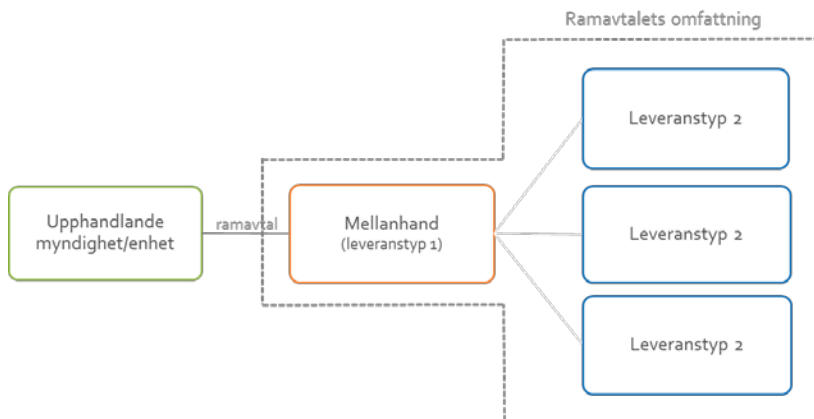 Ramavtalets omfattning
Leveranstyp 2
Upphandlande
myndighet/enhet
ramavtal
Mellanhand
(leveranstyp 1)
Leveranstyp 2
Leveranstyp 2